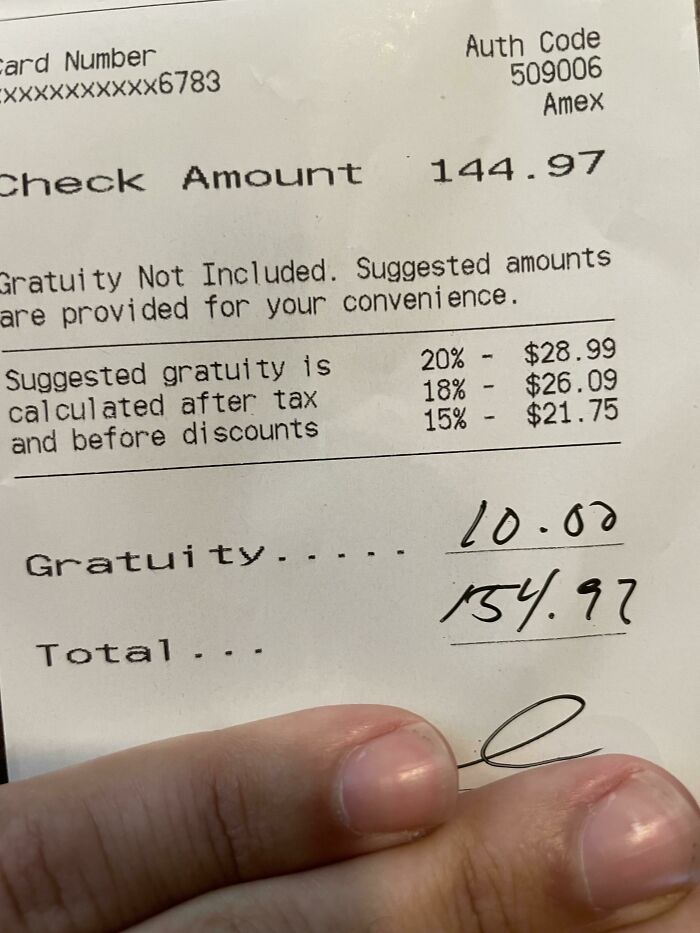 Card Number
xxxxxxxxxxx6783
Auth Code
509006
Amex
Check Amount 144.97
Gratuity Not Included. Suggested amounts
are provided for your convenience.
Suggested gratuity is
calculated after tax
and before discounts
20% - $28.99
18% - $26.09
15% - $21.75
Gratuity..... 10.00
Total... 154.97